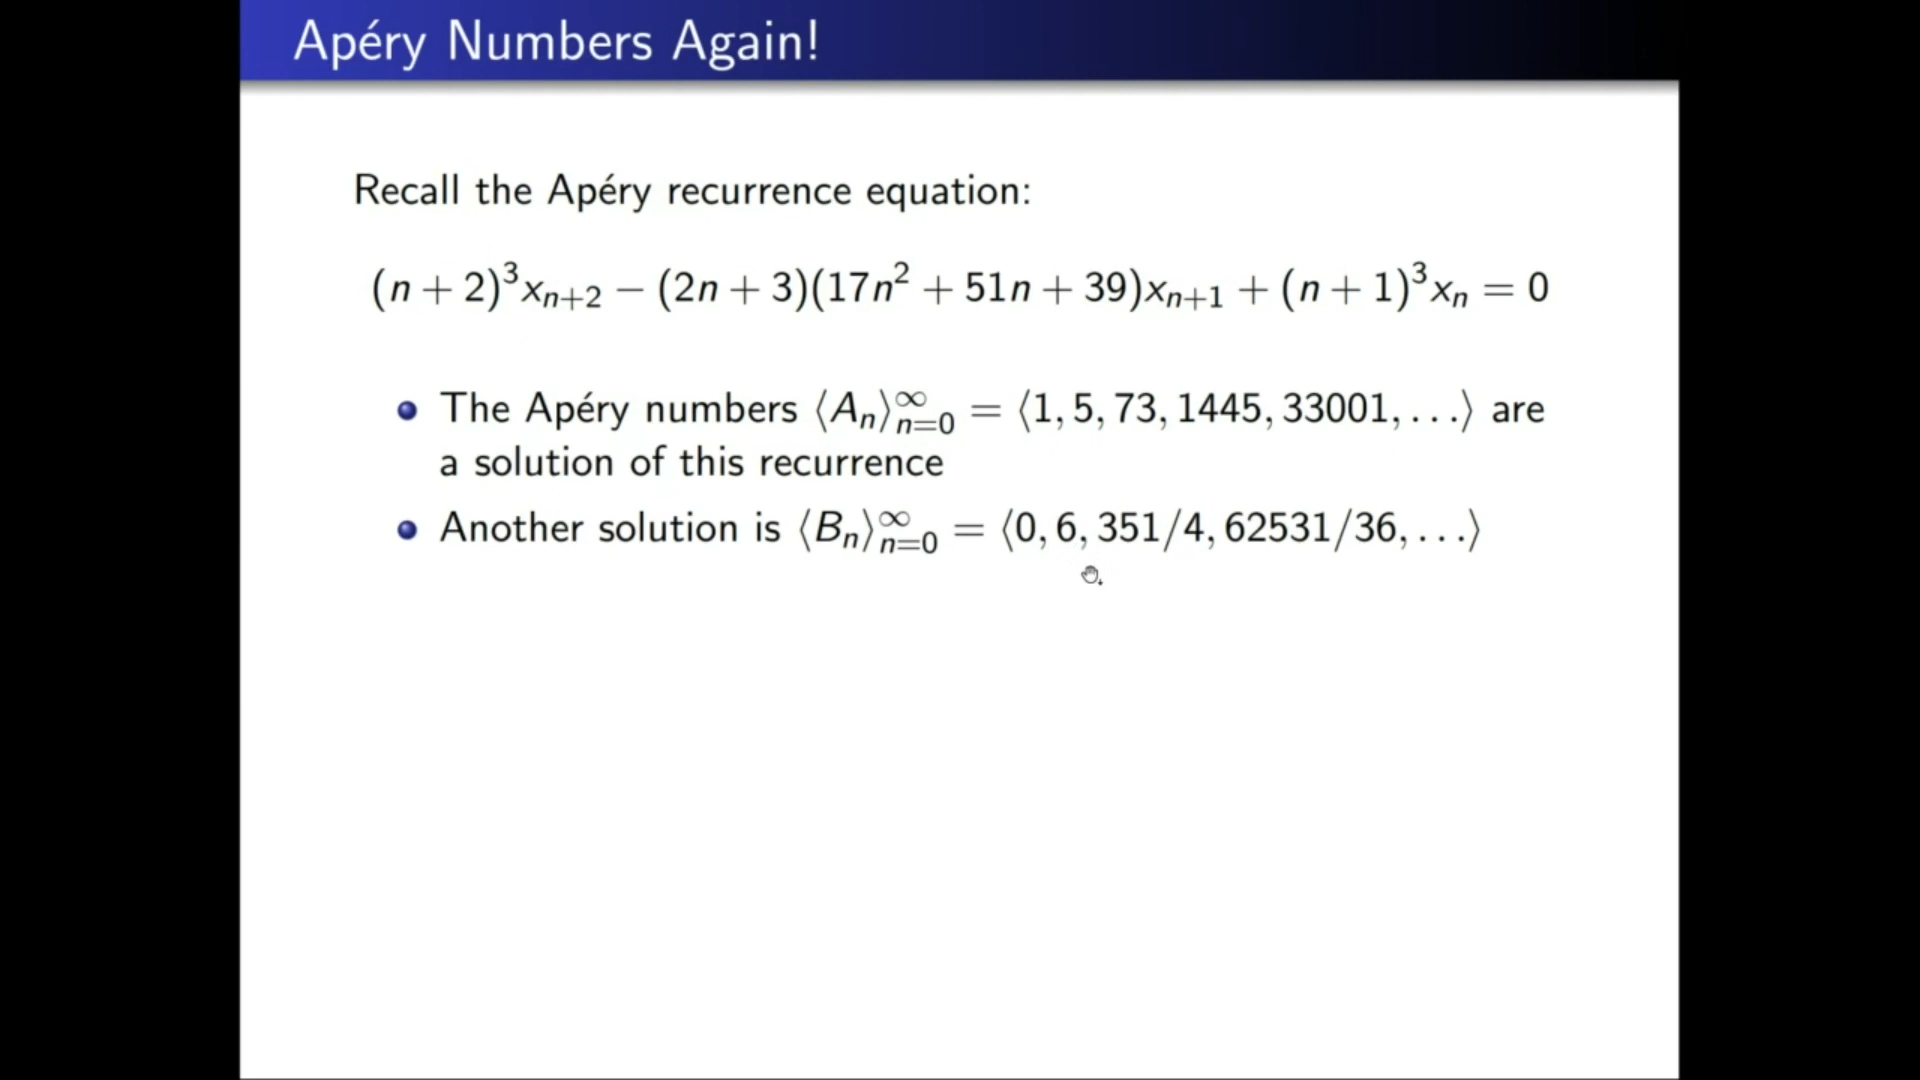 Apéry Numbers Again!
Recall the Apéry recurrence equation:
(n + 2)³xₙ₊₂ − (2n + 3)(17n² + 51n + 39)xₙ₊₁ + (n + 1)³xₙ = 0
The Apéry numbers ⟨Aₙ⟩∞ₙ₌₀ = ⟨1, 5, 73, 1445, 33001, . . .⟩ are
a solution of this recurrence
Another solution is ⟨Bₙ⟩∞ₙ₌₀ = ⟨0, 6, 351/4, 62531/36, . . .⟩